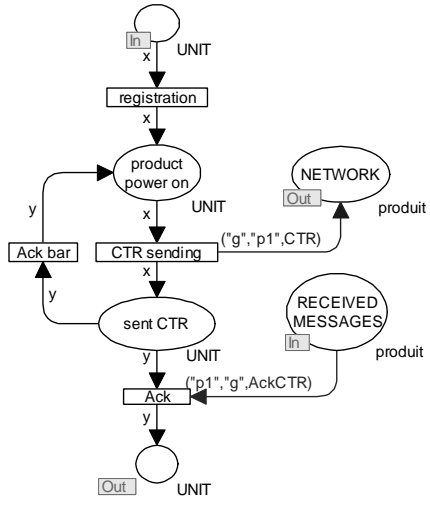 In
UNIT
x
registration
x
product
power on
UNIT
NETWORK
Out
produit
y
x
Ack bar
CTR sending
("g","p1",CTR)
y
x
sent CTR
UNIT
RECEIVED
MESSAGES
In
produit
y
("p1","g",AckCTR)
Ack
y
Out
UNIT